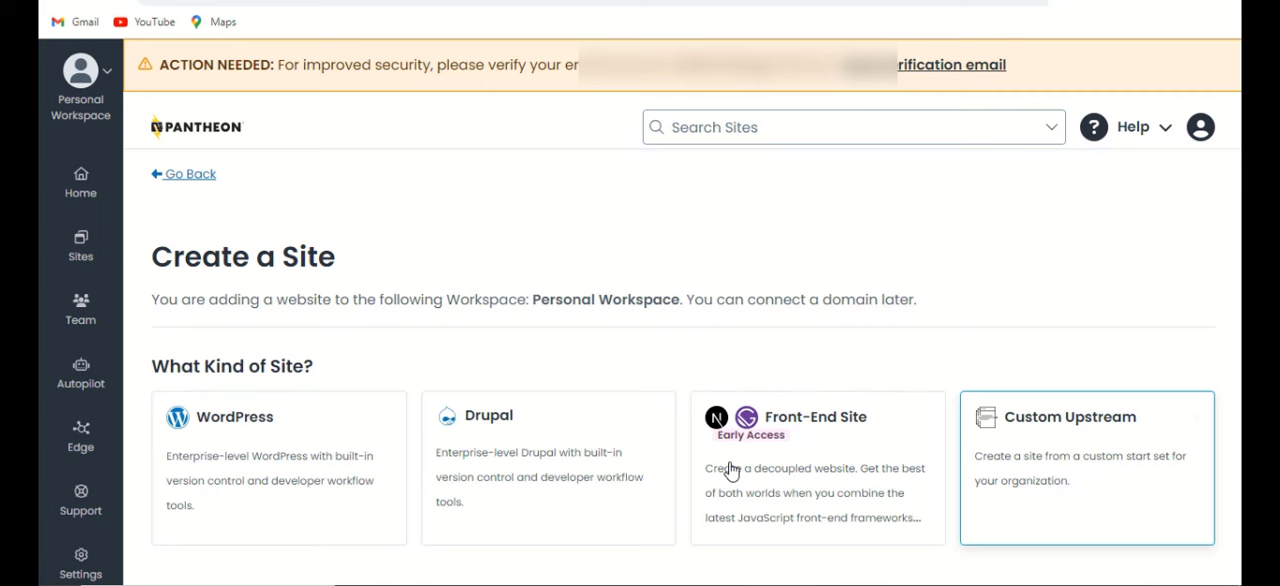 Gmail YouTube Maps
Personal
Workspace
ACTION NEEDED: For improved security, please verify your
rification email
PANTHEON
Search Sites
? Help
Go Back
Home
Sites
Team
Autopilot
Edge
Support
Settings
Create a Site
You are adding a website to the following Workspace: Personal Workspace. You can connect a domain later.
What Kind of Site?
WordPress
Enterprise-level WordPress with built-in
version control and developer workflow
tools.
Drupal
Enterprise-level Drupal with built-in
version control and developer workflow
tools.
N Front-End Site
Early Access
Create a decoupled website. Get the best
of both worlds when you combine the
latest JavaScript front-end frameworks...
Custom Upstream
Create a site from a custom start set for
your organization.